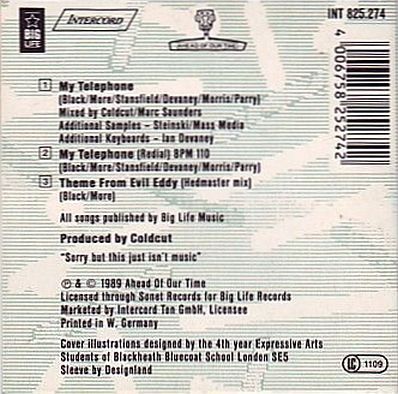 BIG
LIFE
INTERCORD
AHEAD OF OUR TIME
INT 825.274
4 006758 252742
1 My Telephone
(Black/More/Stansfield/Devaney/Morris/Parry)
Mixed by Coldcut/Marc Saunders
Additional Samples – Steinski/Mass Media
Additional Keyboards – Ian Devaney
2 My Telephone (Redial) BPM 110
(Black/More/Stansfield/Devaney/Morris/Parry)
3 Theme From Evil Eddy (Hedmaster mix)
(Black/More)
All songs published by Big Life Music
Produced by Coldcut
"Sorry but this just isn't music"
℗ & © 1989 Ahead Of Our Time
Licensed through Sonet Records for Big Life Records
Marketed by Intercord Ton GmbH, Licensee
Printed in W. Germany
Cover illustrations designed by the 4th year Expressive Arts
Students of Blackheath Bluecoat School London SE5
Sleeve by Designland
LC 1109